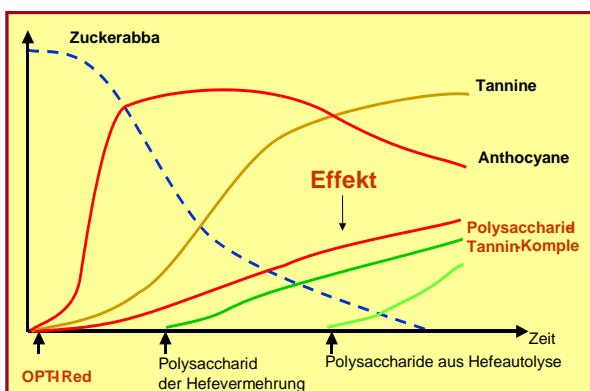 Zuckerabba
Tannine
Anthocyane
Effekt
Polysaccharid-
Tannin-Komple
Zeit
OPT-I Red
Polysaccharid
der Hefevermehrung
Polysaccharide aus Hefeautolyse